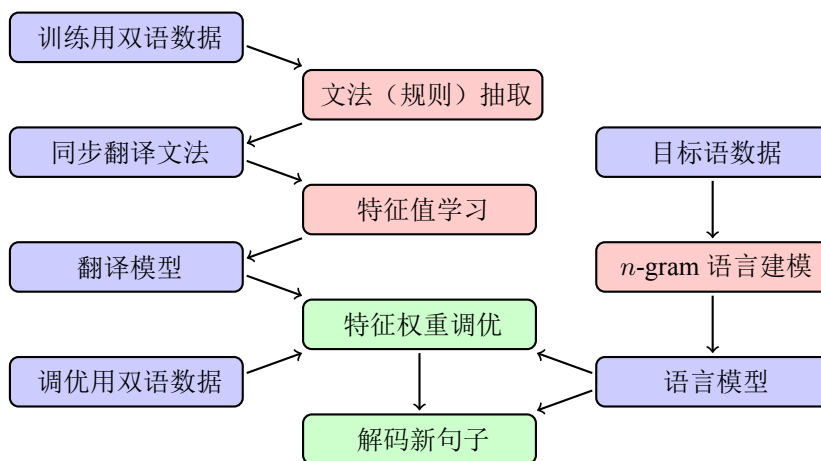 训练用双语数据
文法（规则）抽取
同步翻译文法
目标语数据
特征值学习
翻译模型
n-gram 语言建模
特征权重调优
调优用双语数据
语言模型
解码新句子